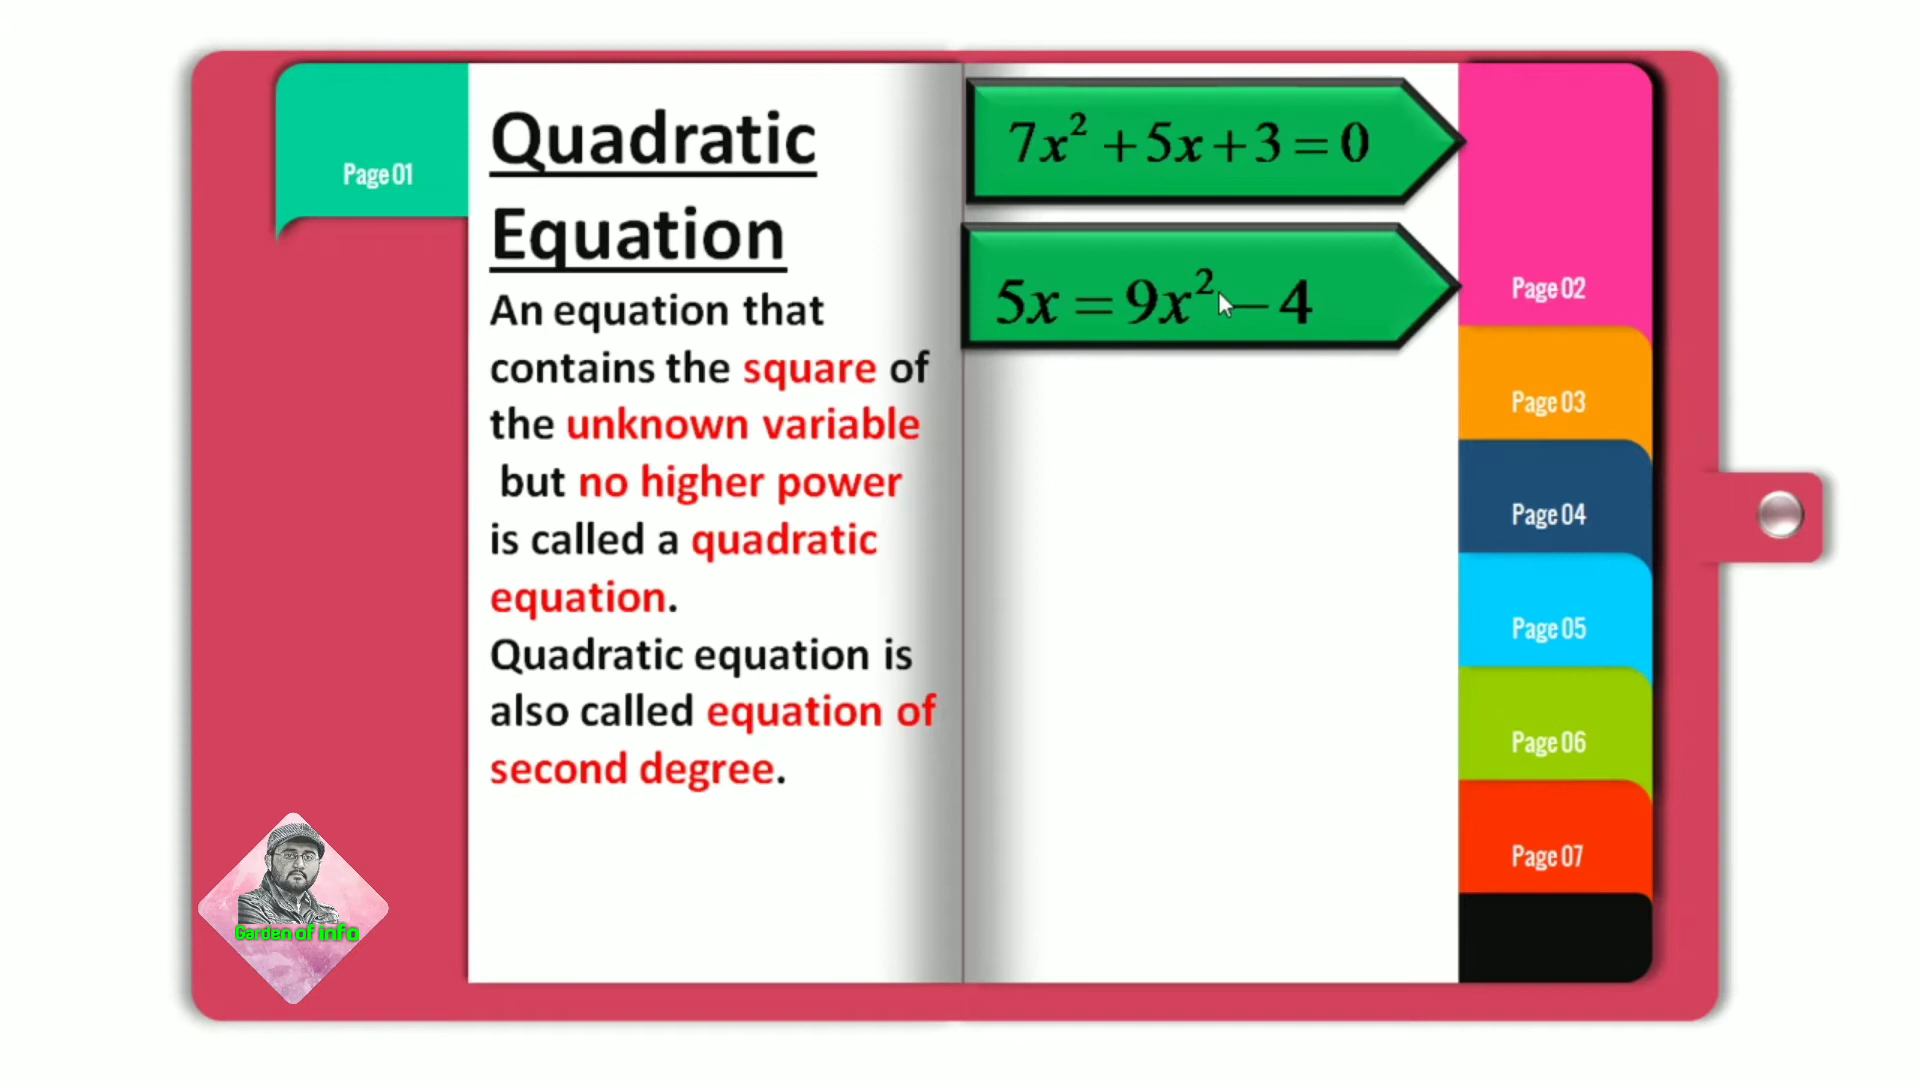 Page 01
Quadratic
Equation
An equation that
contains the square of
the unknown variable
but no higher power
is called a quadratic
equation.
Quadratic equation is
also called equation of
second degree.
7x² + 5x + 3 = 0
5x = 9x² – 4
Page 02
Page 03
Page 04
Page 05
Page 06
Page 07
Garden of info